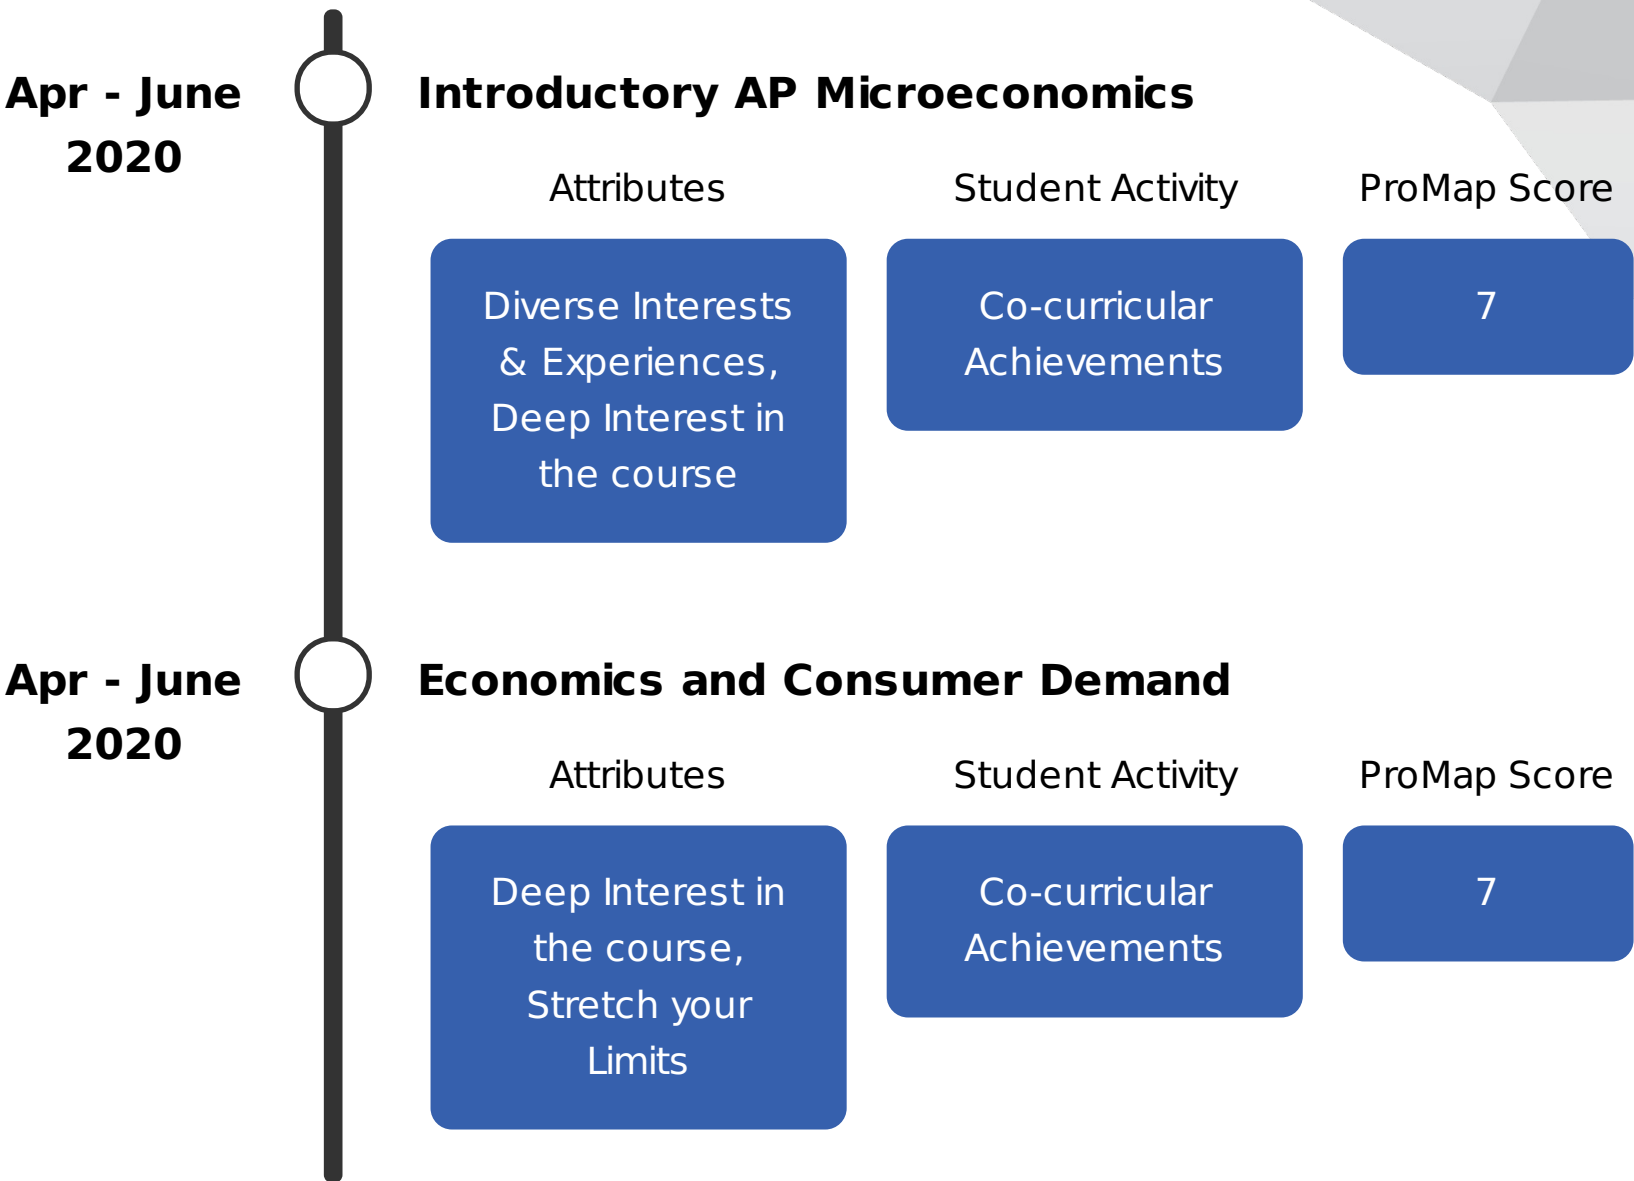 Apr - June
2020
Introductory AP Microeconomics
Attributes
Student Activity
ProMap Score
Diverse Interests
& Experiences,
Deep Interest in
the course
Co-curricular
Achievements
7
Apr - June
2020
Economics and Consumer Demand
Attributes
Student Activity
ProMap Score
Deep Interest in
the course,
Stretch your
Limits
Co-curricular
Achievements
7